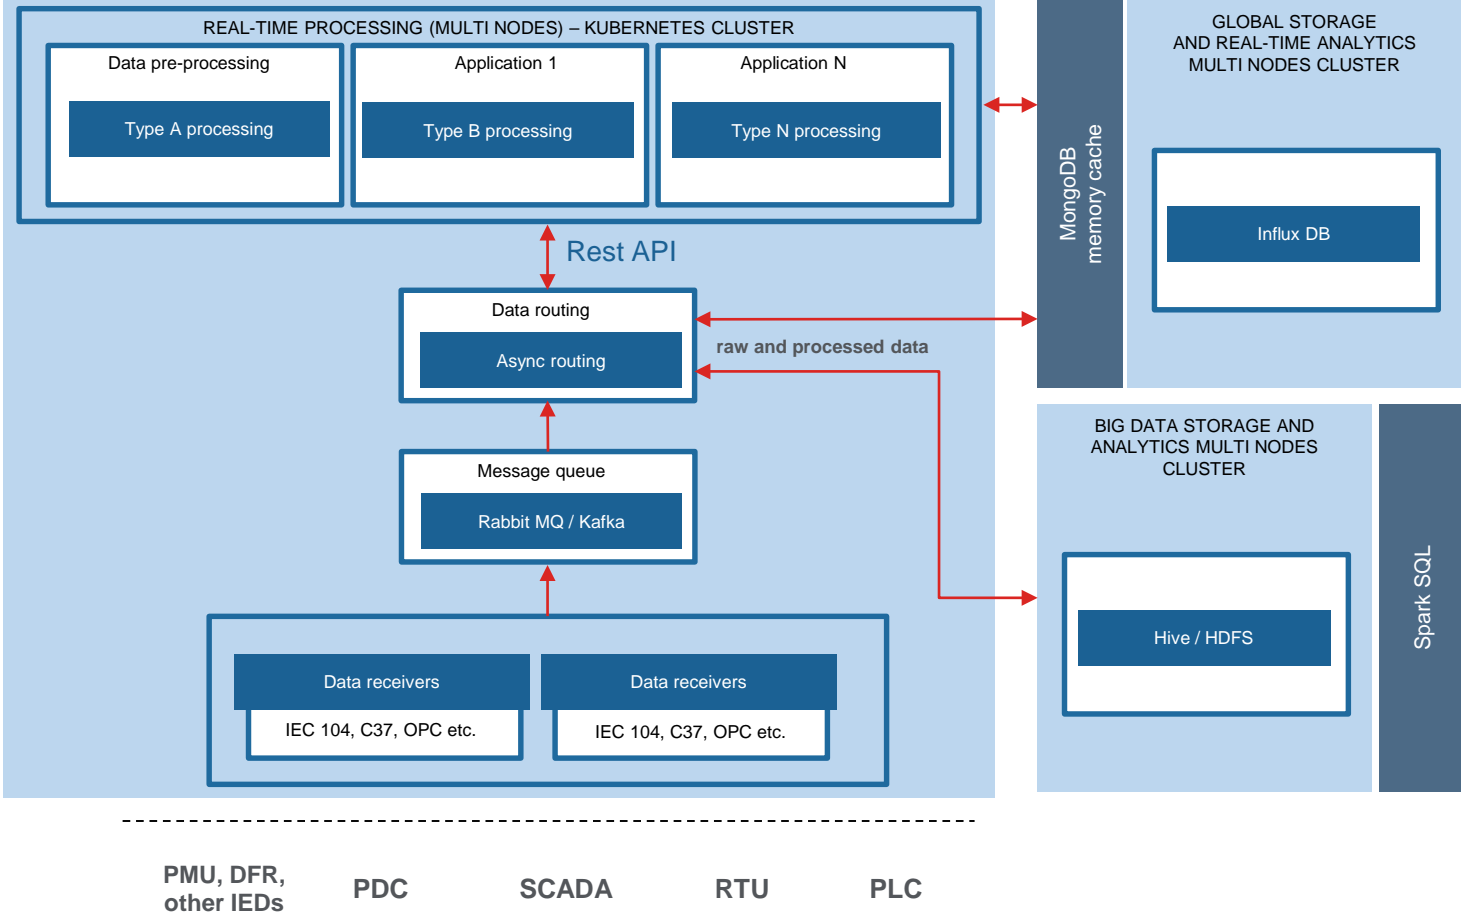 REAL-TIME PROCESSING (MULTI NODES) – KUBERNETES CLUSTER
Data pre-processing
Type A processing
Application 1
Type B processing
Application N
Type N processing
Rest API
Data routing
Async routing
raw and processed data
Message queue
Rabbit MQ / Kafka
Data receivers
IEC 104, C37, OPC etc.
Data receivers
IEC 104, C37, OPC etc.
MongoDB
memory cache
GLOBAL STORAGE
AND REAL-TIME ANALYTICS
MULTI NODES CLUSTER
Influx DB
BIG DATA STORAGE AND
ANALYTICS MULTI NODES
CLUSTER
Hive / HDFS
Spark SQL
PMU, DFR,
other IEDs
PDC
SCADA
RTU
PLC